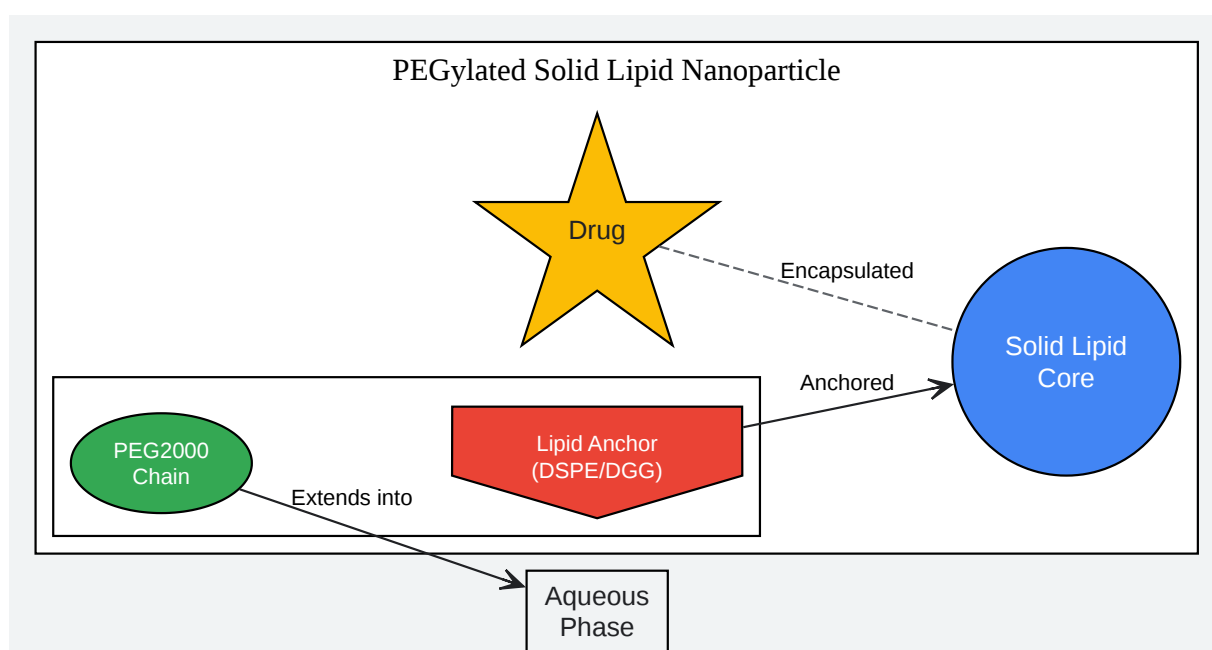 PEGylated Solid Lipid Nanoparticle
Drug
Encapsulated
Solid Lipid
Core
Anchored
PEG2000
Chain
Lipid Anchor
(DSPE/DGG)
Extends into
Aqueous
Phase